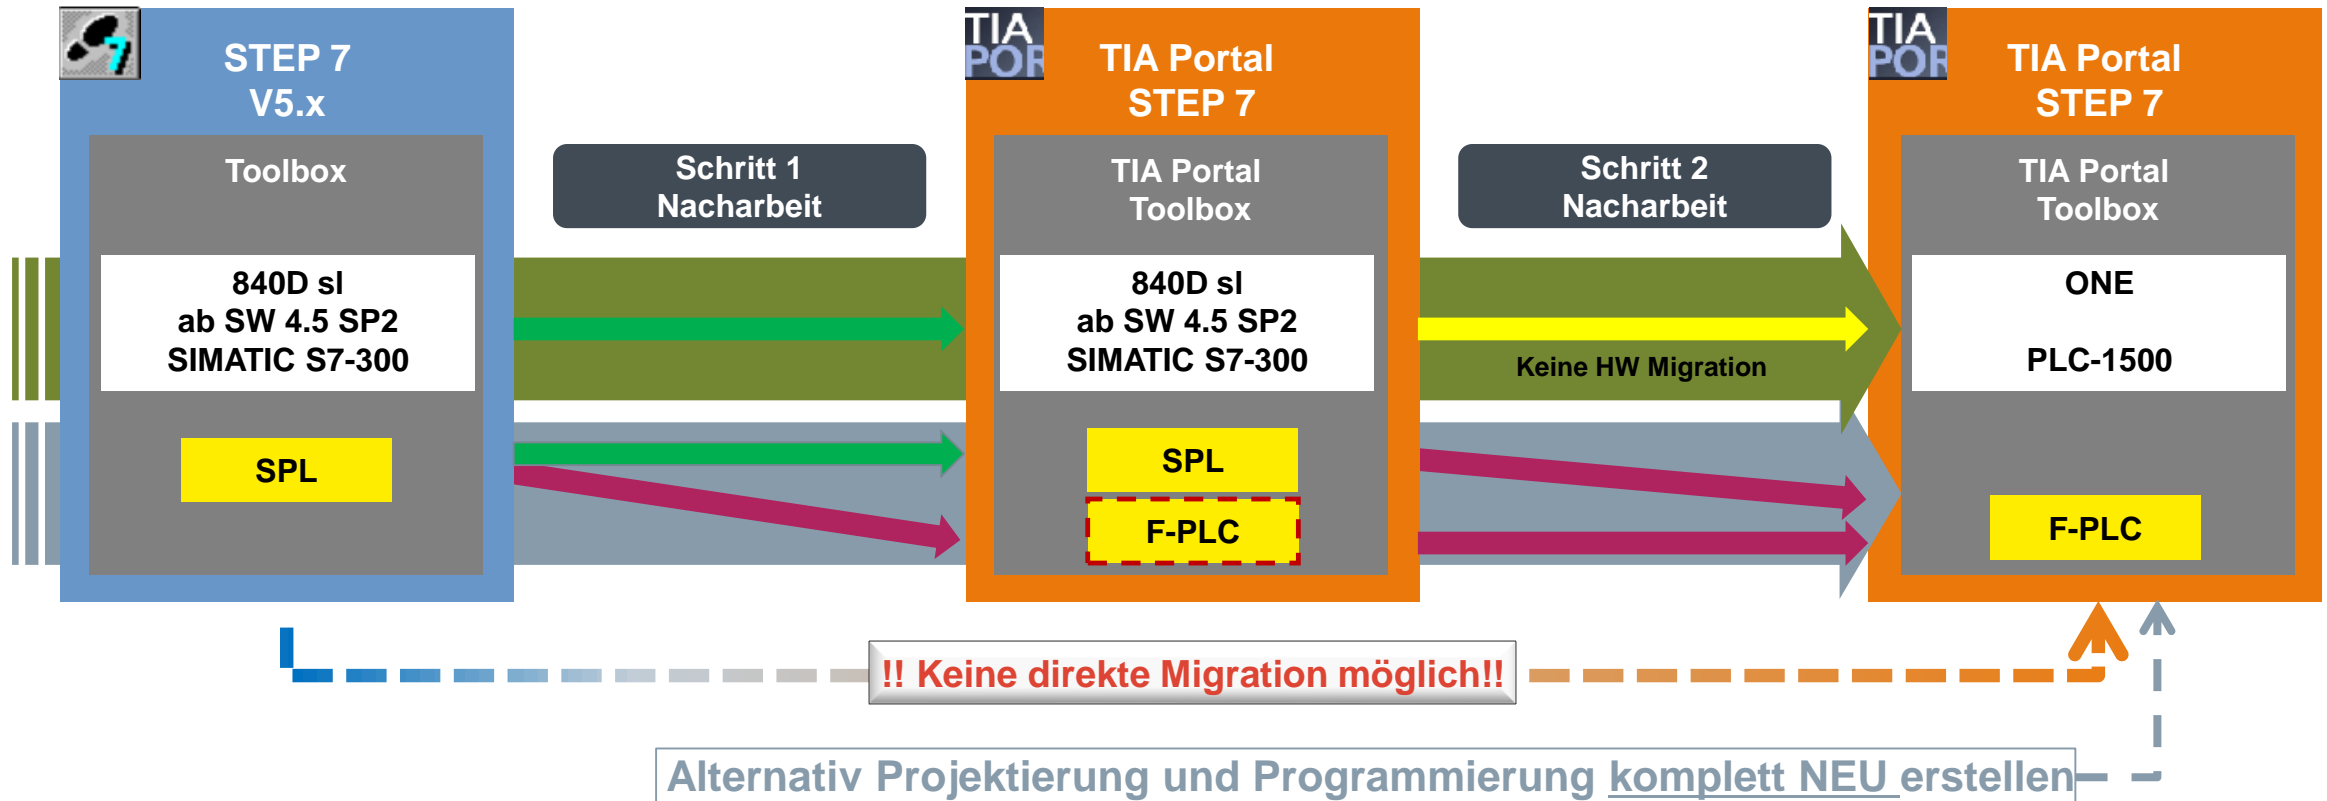 7
STEP 7
V5.x
Toolbox
840D sl
ab SW 4.5 SP2
SIMATIC S7-300
SPL
Schritt 1
Nacharbeit
TIA
POR
TIA Portal
STEP 7
TIA Portal
Toolbox
840D sl
ab SW 4.5 SP2
SIMATIC S7-300
SPL
F-PLC
Schritt 2
Nacharbeit
Keine HW Migration
TIA
POR
TIA Portal
STEP 7
TIA Portal
Toolbox
ONE
PLC-1500
F-PLC
!! Keine direkte Migration möglich!!
Alternativ Projektierung und Programmierung komplett NEU erstellen